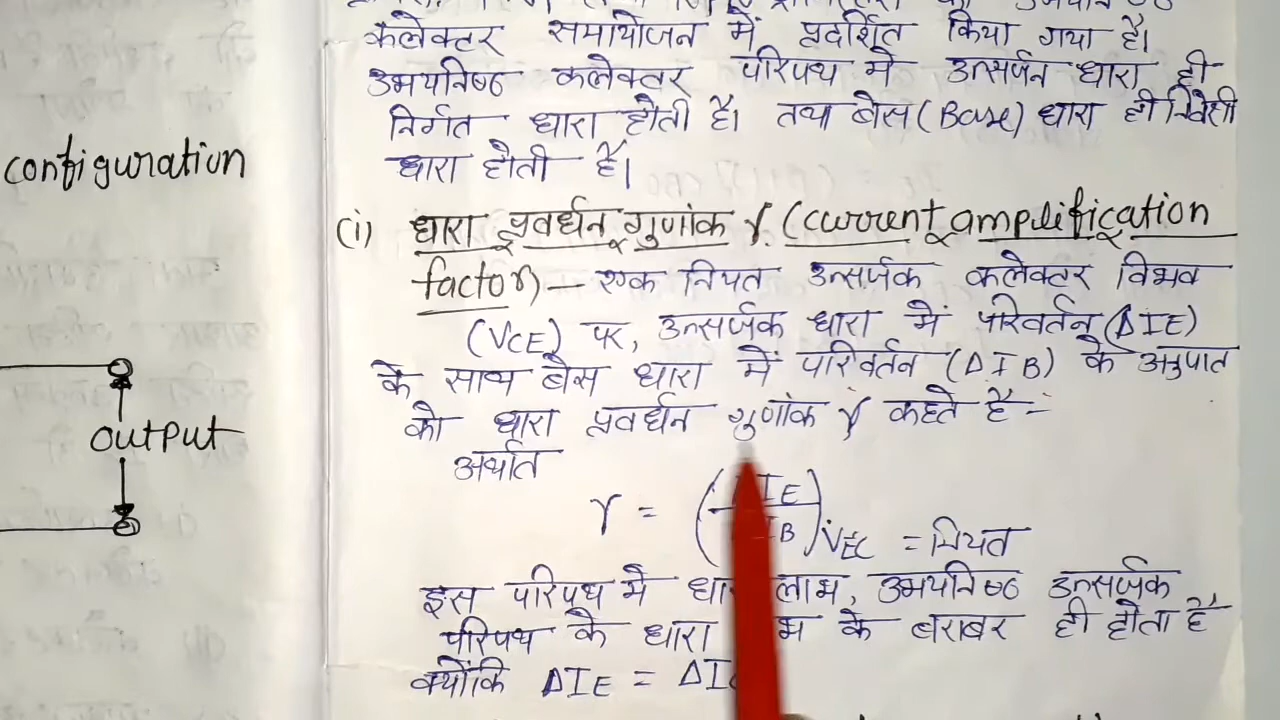 कलेक्टर समायोजन में प्रदर्शित किया गया है।
उभयनिष्ठ कलेक्टर परिपथ में उत्सर्जन धारा ही
निर्गत धारा होती है। तथा बेस (Base) धारा ही निवेशी
धारा होती है।
configuration
(i) धारा प्रवर्धन गुणांक γ (current amplification
factor) — एक नियत उत्सर्जक कलेक्टर विभव
(VCE) पर, उत्सर्जक धारा में परिवर्तन (ΔIE)
के साथ बेस धारा में परिवर्तन (ΔIB) के अनुपात
को धारा प्रवर्धन गुणांक γ कहते है -
अर्थात
output
γ = ( IE / IB ) VEC = नियत
इस परिपथ में धारा लाभ, उभयनिष्ठ उत्सर्जक
परिपथ के धारा के बराबर ही होता है
क्योंकि ΔIE = ΔI